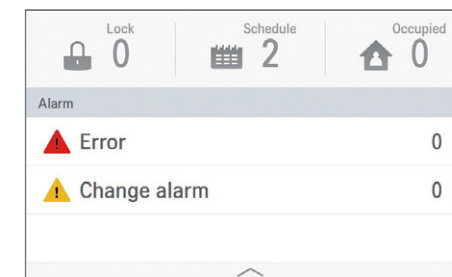 Lock Schedule Occupied
0 2 0
Alarm
Error 0
Change alarm 0